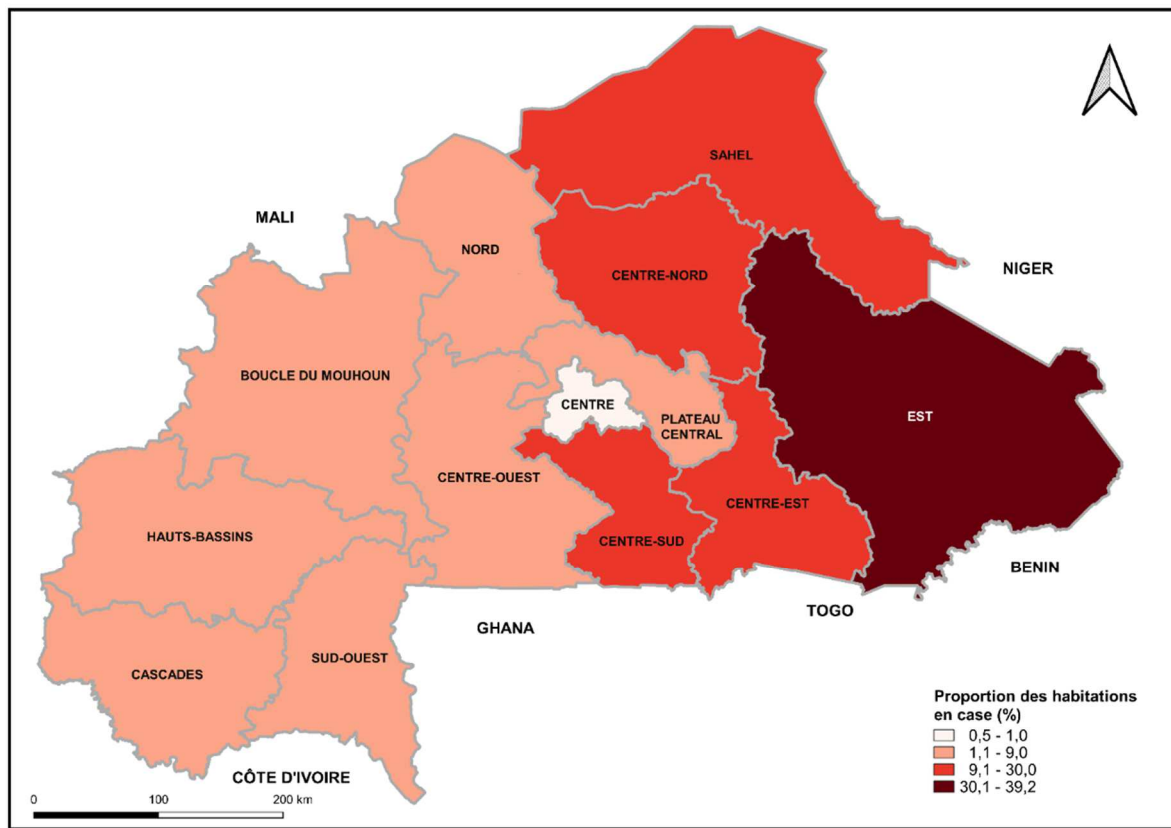 SAHEL
MALI
NORD
CENTRE-NORD
NIGER
BOUCLE DU MOUHOUN
CENTRE
PLATEAU
CENTRAL
EST
CENTRE-OUEST
CENTRE-EST
HAUTS-BASSINS
CENTRE-SUD
BENIN
TOGO
GHANA
SUD-OUEST
CASCADES
CÔTE D'IVOIRE
Proportion des habitations
en case (%)
0,5 - 1,0
1,1 - 9,0
9,1 - 30,0
30,1 - 39,2
0 100 200 km